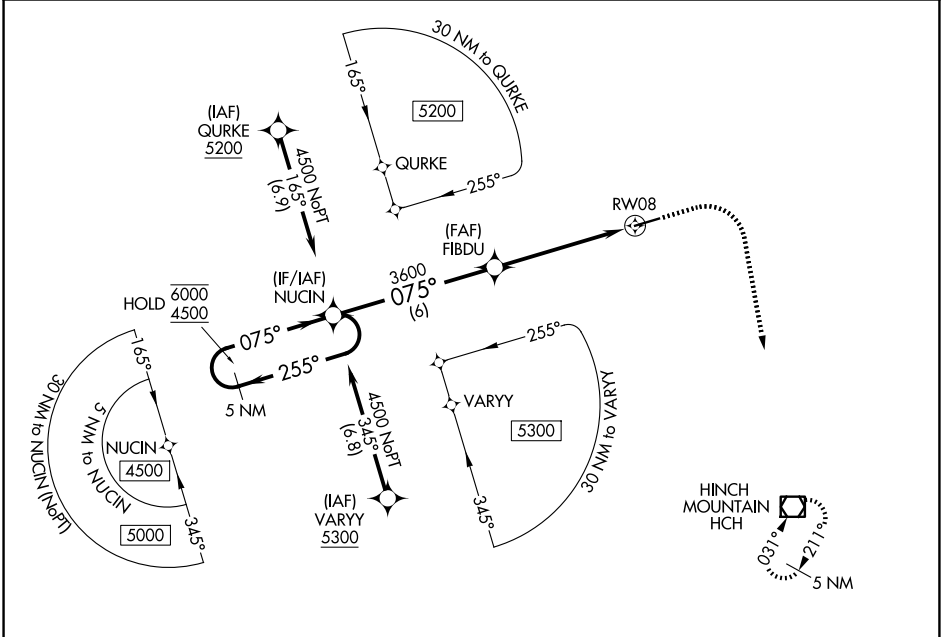 30 NM to QURKE
165°
5200
QURKE
255°
(IAF)
QURKE
5200
4500 NoPT
165°
(6.9)
RW08
(FAF)
FIBDU
(IF/IAF)
NUCIN
3600
075°
(6)
HOLD
6000
4500
075°
255°
5 NM
165°
30 NM to NUCIN (NoPT)
5 NM to NUCIN
NUCIN
4500
5000
345°
4500 NoPT
345°
(6.8)
(IAF)
VARYY
5300
255°
VARYY
5300
30 NM to VARYY
345°
HINCH
MOUNTAIN
HCH
031°
211°
5 NM